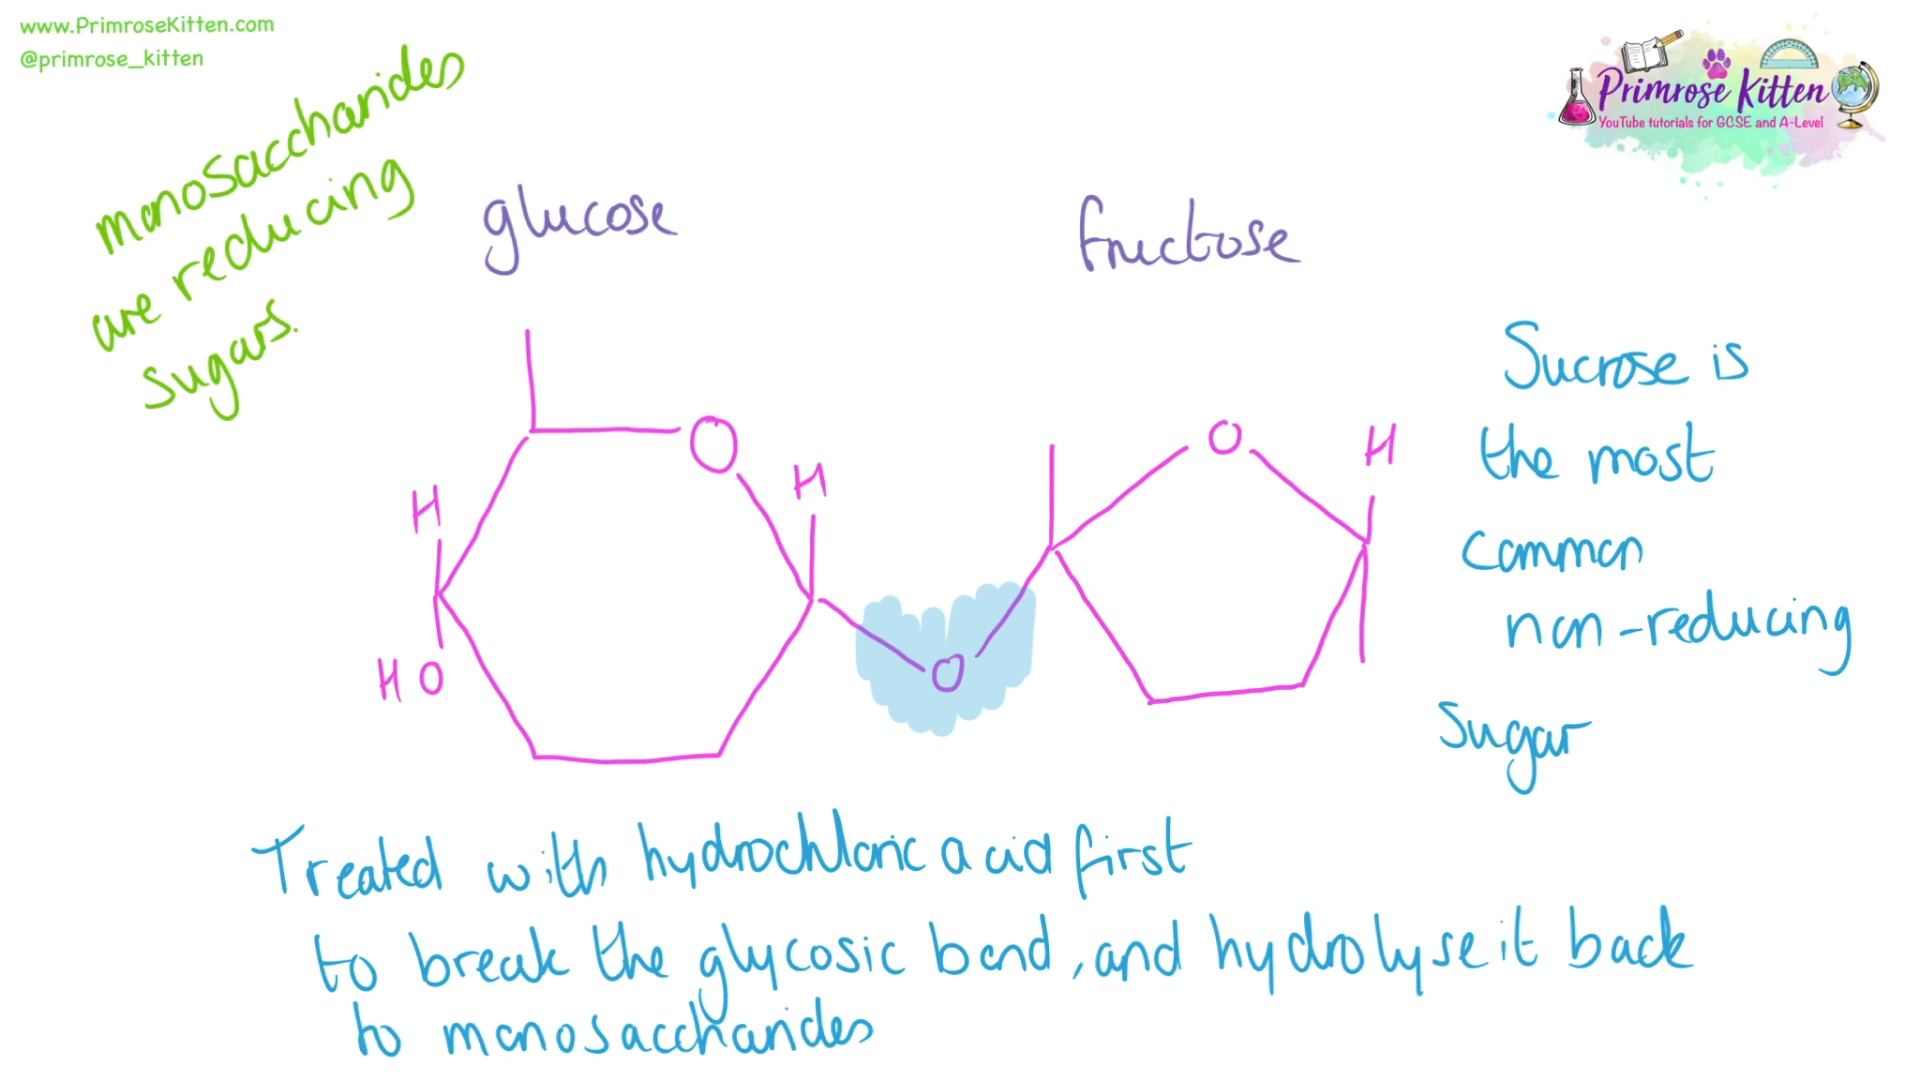 www.PrimroseKitten.com
@primrose_kitten
Primrose Kitten
YouTube tutorials for GCSE and A-Level
monosaccharides
are reducing
sugars.
glucose
fructose
O
H
H
HO
O
O
H
Sucrose is
the most
common
non-reducing
sugar
Treated with hydrochloric acid first
to break the glycosic bond, and hydrolyse it back
to monosaccharides